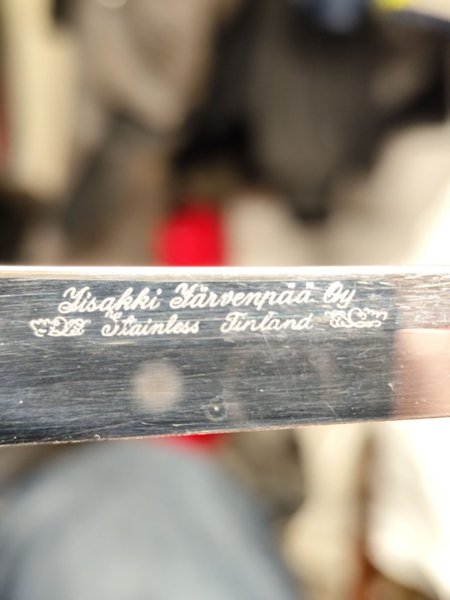 Iisakki Järvenpää Oy
Stainless Finland